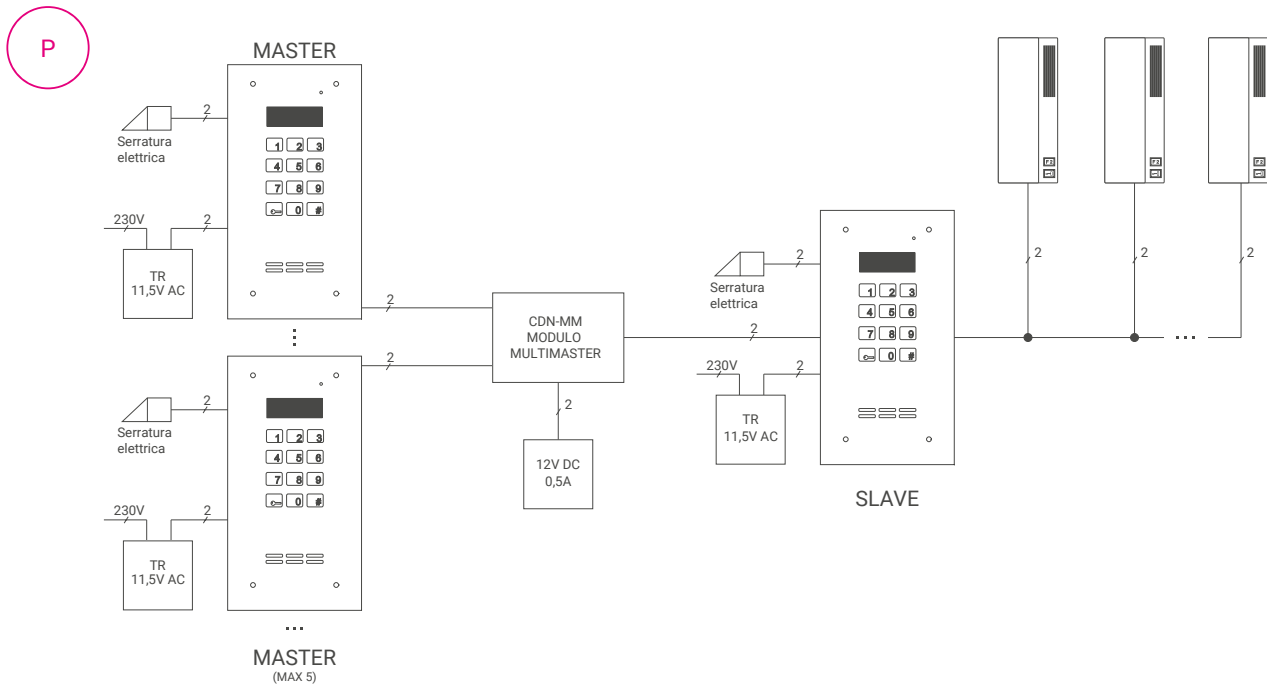 P
MASTER
2
Serratura
elettrica
1 2 3
4 5 6
7 8 9
0 #
230V
2
TR
11,5V AC
2
2
2
Serratura
elettrica
1 2 3
4 5 6
7 8 9
0 #
230V
2
TR
11,5V AC
MASTER
(MAX 5)
CDN-MM
MODULO
MULTIMASTER
2
12V DC
0,5A
2
2
Serratura
elettrica
1 2 3
4 5 6
7 8 9
0 #
230V
2
TR
11,5V AC
SLAVE
2
2
2